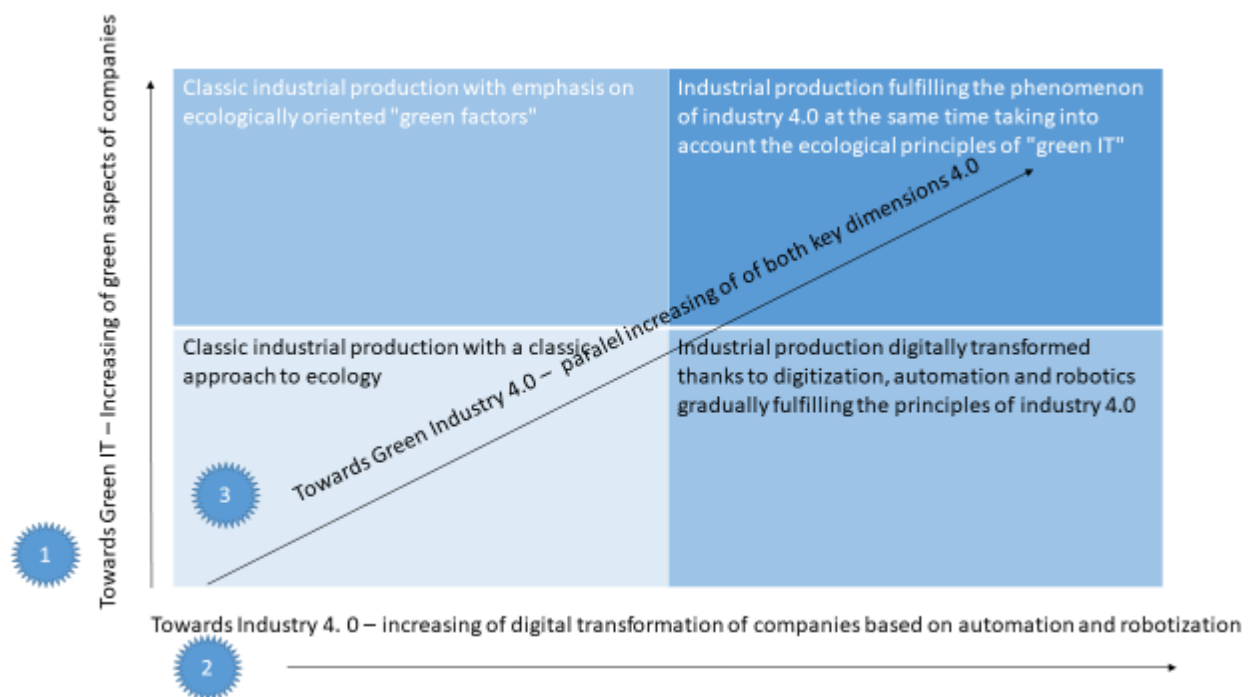 Towards Green IT – Increasing of green aspects of companies
Classic industrial production with emphasis on
ecologically oriented "green factors"
Industrial production fulfilling the phenomenon
of industry 4.0 at the same time taking into
account the ecological principles of "green IT"
Towards Green Industry 4.0 – paralel increasing of of both key dimensions 4.0
Classic industrial production with a classic
approach to ecology
Industrial production digitally transformed
thanks to digitization, automation and robotics
gradually fulfilling the principles of industry 4.0
3
1
Towards Industry 4. 0 – increasing of digital transformation of companies based on automation and robotization
2